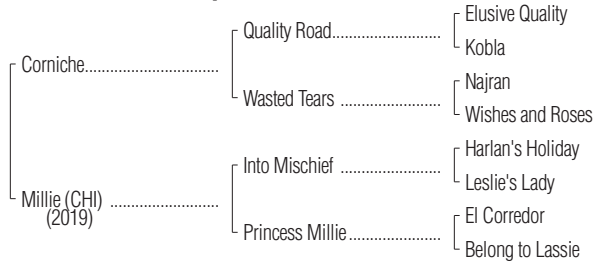 Elusive Quality
Quality Road..................
Kobla
Corniche..............................
Najran
Wasted Tears ..................
Wishes and Roses
Harlan's Holiday
Into Mischief ..................
Leslie's Lady
Millie (CHI) ........................
(2019)
El Corredor
Princess Millie.................
Belong to Lassie